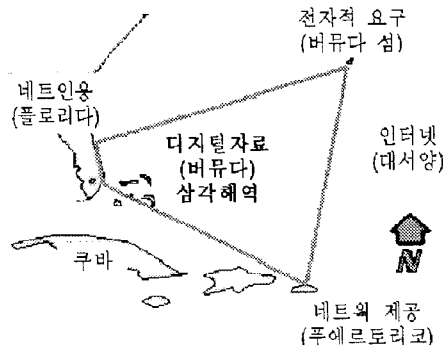 전자적 요구
(버뮤다 섬)
네트인용
(플로리다)
디지털자료
(버뮤다)
삼각해역
인터넷
(대서양)
쿠바
N
네트웍 제공
(푸에르토리코)